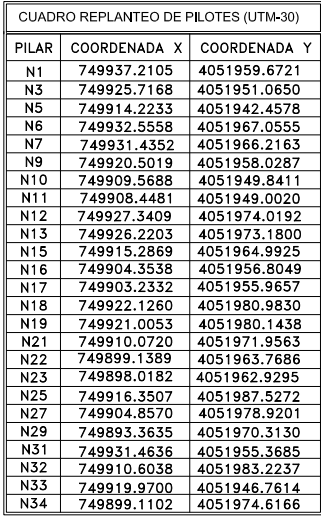 CUADRO REPLANTEO DE PILOTES (UTM-30)
PILAR COORDENADA X COORDENADA Y
N1 749937.2105 4051959.6721
N3 749925.7168 4051951.0650
N5 749914.2233 4051942.4578
N6 749932.5558 4051967.0555
N7 749931.4352 4051966.2163
N9 749920.5019 4051958.0287
N10 749909.5688 4051949.8411
N11 749908.4481 4051949.0020
N12 749927.3409 4051974.0192
N13 749926.2203 4051973.1800
N15 749915.2869 4051964.9925
N16 749904.3538 4051956.8049
N17 749903.2332 4051955.9657
N18 749922.1260 4051980.9830
N19 749921.0053 4051980.1438
N21 749910.0720 4051971.9563
N22 749899.1389 4051963.7686
N23 749898.0182 4051962.9295
N25 749916.3507 4051987.5272
N27 749904.8570 4051978.9201
N29 749893.3635 4051970.3130
N31 749931.4636 4051955.3685
N32 749910.6038 4051983.2237
N33 749919.9700 4051946.7614
N34 749899.1102 4051974.6166